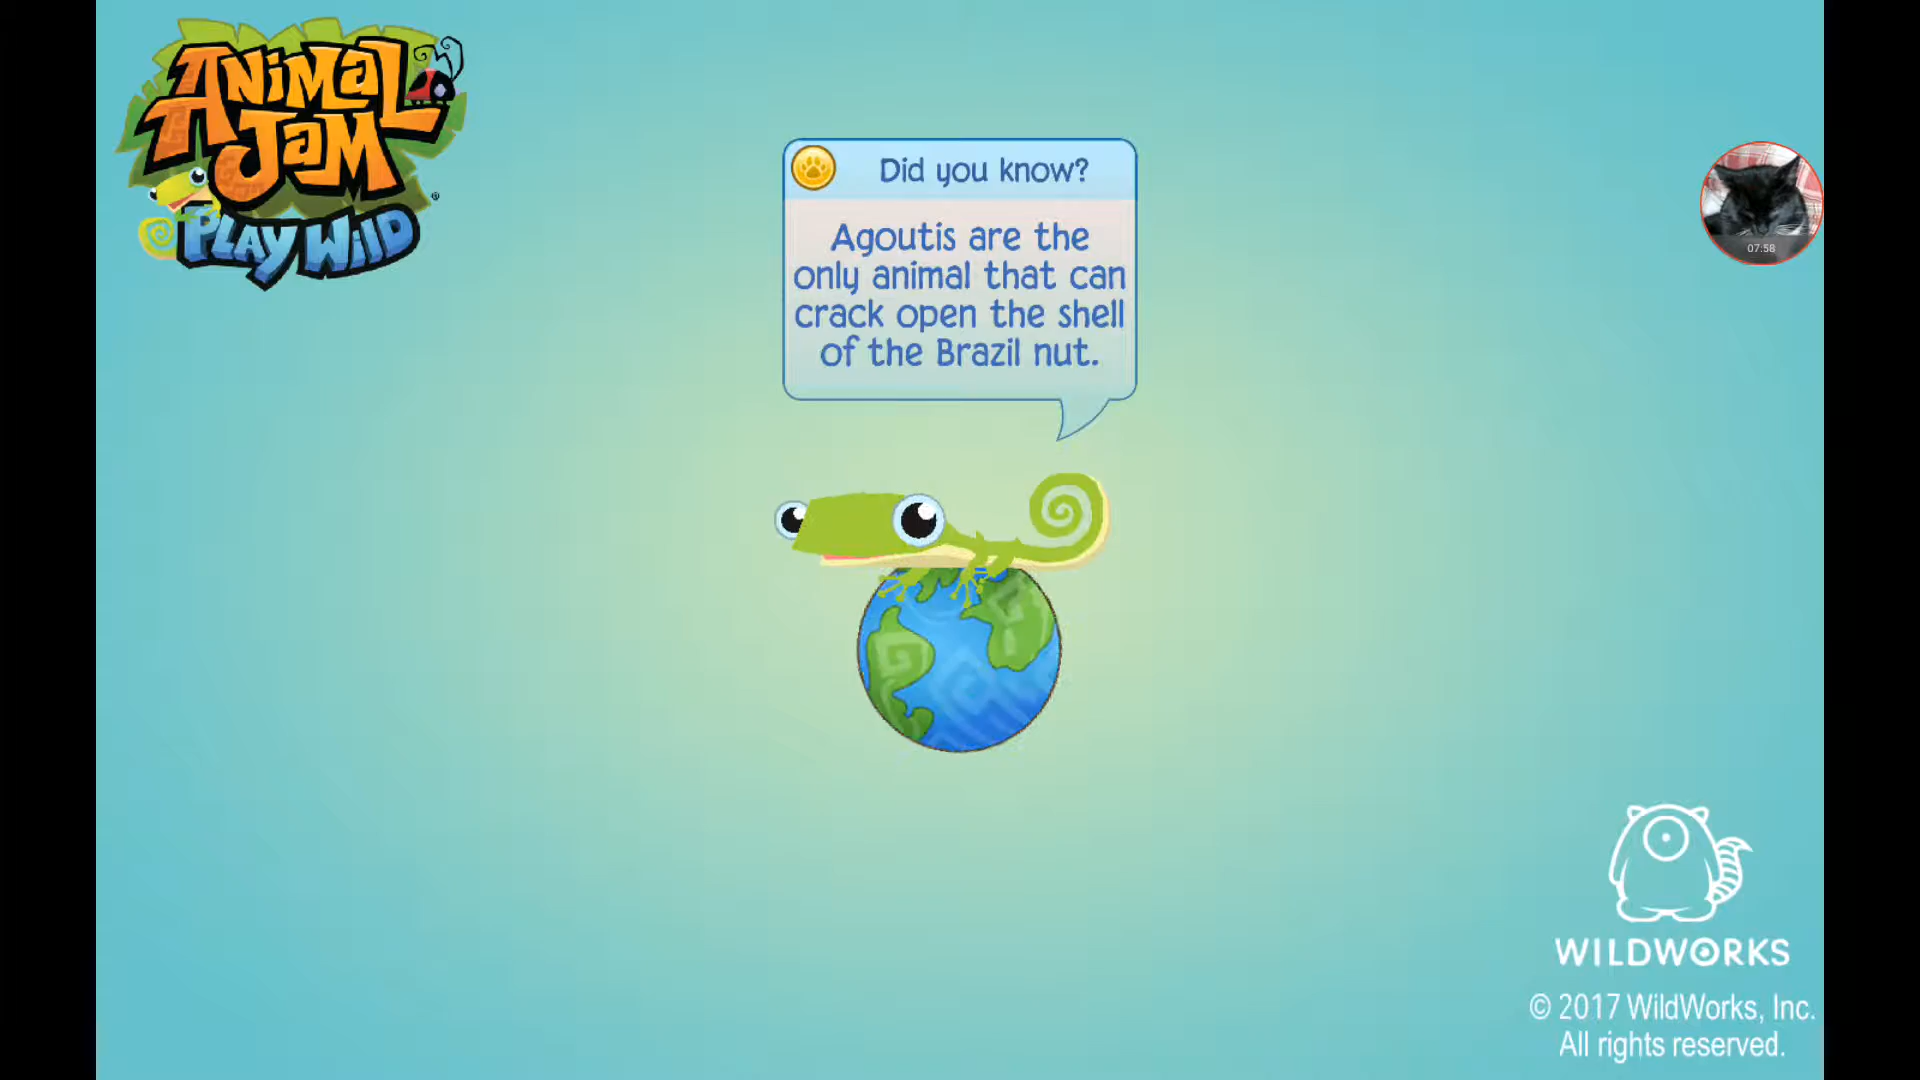 ANIMAL
JAM
PLAY WILD
®
Did you know?
Agoutis are the
only animal that can
crack open the shell
of the Brazil nut.
07:58
WILDWORKS
© 2017 WildWorks, Inc.
All rights reserved.